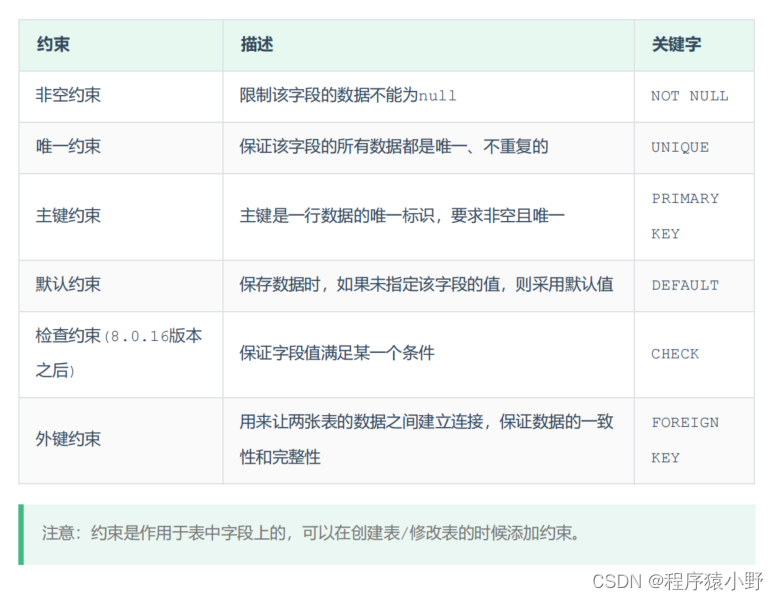 约束 描述 关键字
非空约束 限制该字段的数据不能为null NOT NULL
唯一约束 保证该字段的所有数据都是唯一、不重复的 UNIQUE
主键约束 主键是一行数据的唯一标识，要求非空且唯一 PRIMARY
KEY
默认约束 保存数据时，如果未指定该字段的值，则采用默认值 DEFAULT
检查约束(8.0.16版本
之后) 保证字段值满足某一个条件 CHECK
外键约束 用来让两张表的数据之间建立连接，保证数据的一致 FOREIGN
性和完整性 KEY
注意：约束是作用于表中字段上的，可以在创建表/修改表的时候添加约束。
CSDN @程序猿小野